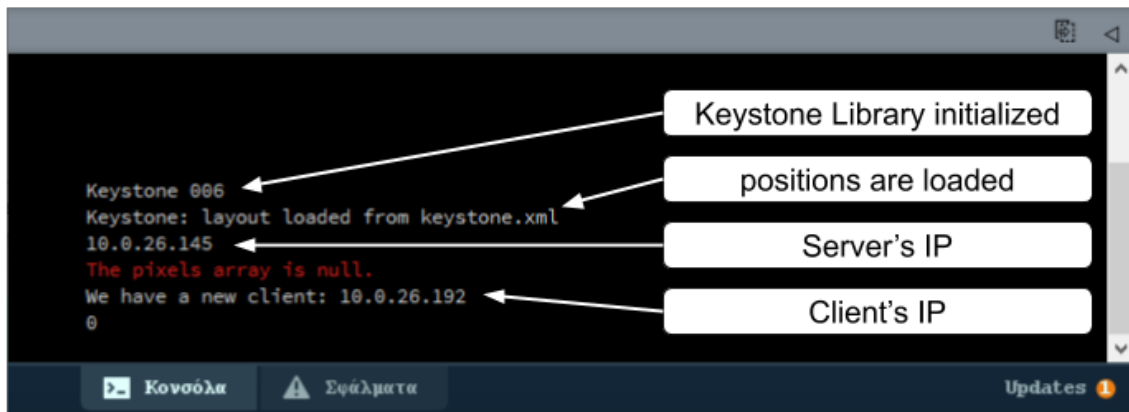 Keystone Library initialized
positions are loaded
Keystone 006
Keystone: layout loaded from keystone.xml
10.0.26.145
Server's IP
The pixels array is null.
We have a new client: 10.0.26.192
Client's IP
0
Κονσόλα
Σφάλματα
Updates 1